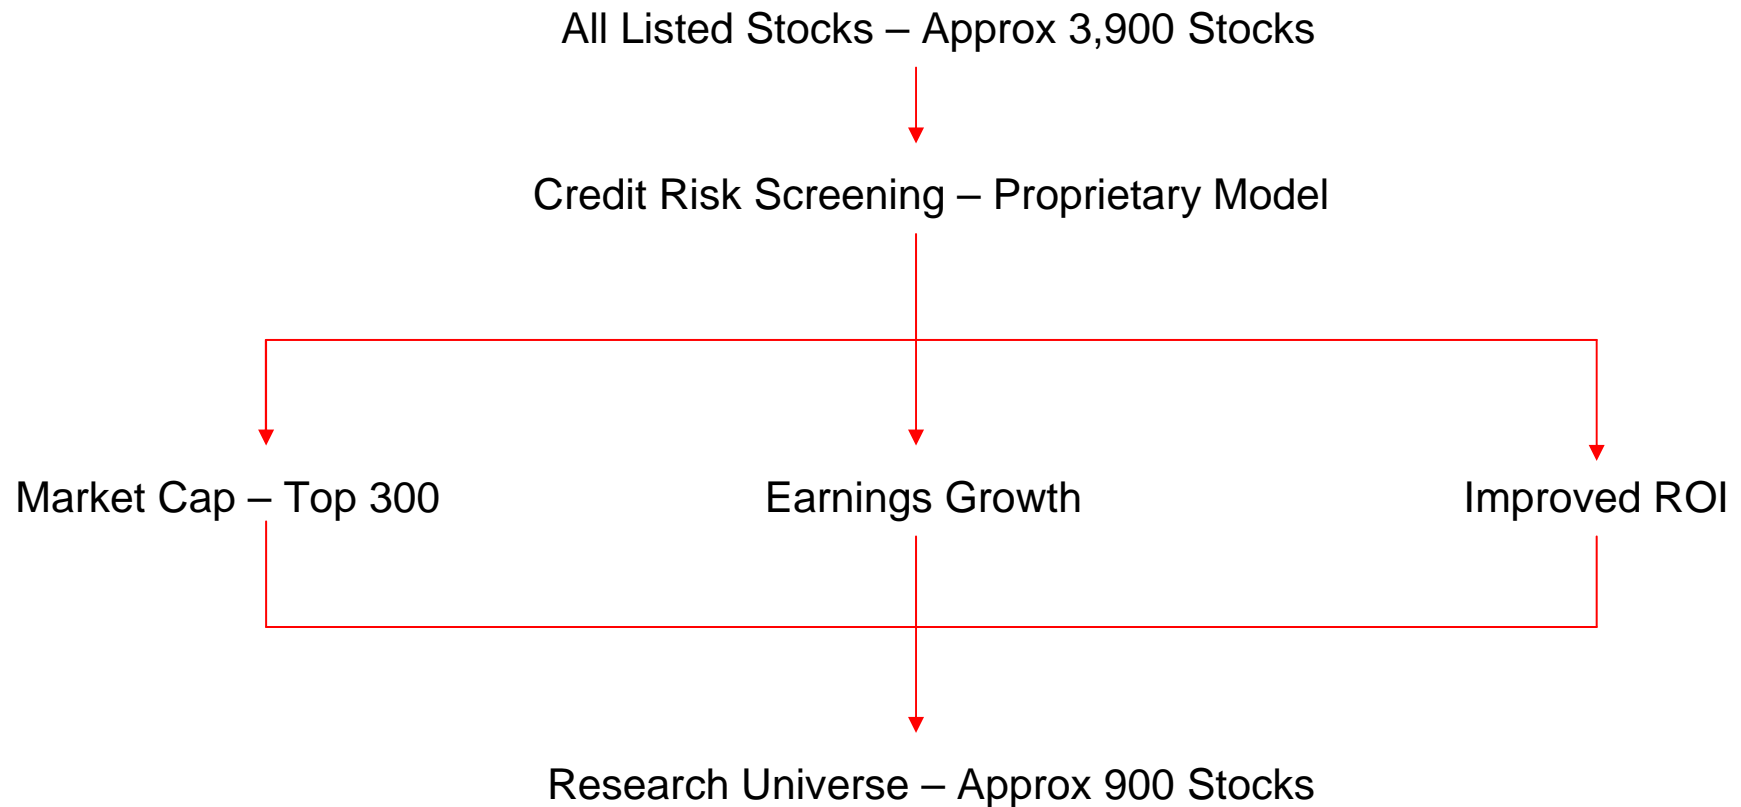 All Listed Stocks – Approx 3,900 Stocks
Credit Risk Screening – Proprietary Model
Market Cap – Top 300
Earnings Growth
Improved ROI
Research Universe – Approx 900 Stocks